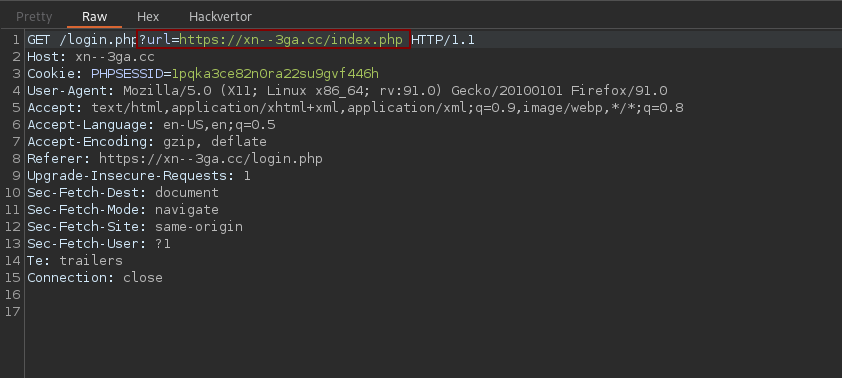 Pretty Raw Hex Hackvertor
1 GET /login.php?url=https://xn--3ga.cc/index.php HTTP/1.1
2 Host: xn--3ga.cc
3 Cookie: PHPSESSID=1pqka3ce82n0ra22su9gvf446h
4 User-Agent: Mozilla/5.0 (X11; Linux x86_64; rv:91.0) Gecko/20100101 Firefox/91.0
5 Accept: text/html,application/xhtml+xml,application/xml;q=0.9,image/webp,*/*;q=0.8
6 Accept-Language: en-US,en;q=0.5
7 Accept-Encoding: gzip, deflate
8 Referer: https://xn--3ga.cc/login.php
9 Upgrade-Insecure-Requests: 1
10 Sec-Fetch-Dest: document
11 Sec-Fetch-Mode: navigate
12 Sec-Fetch-Site: same-origin
13 Sec-Fetch-User: ?1
14 Te: trailers
15 Connection: close
16
17